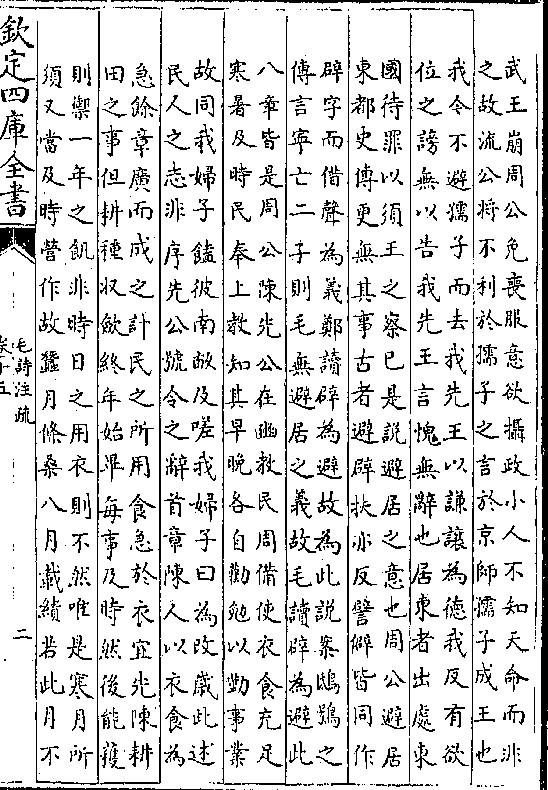 武王崩周公免喪服意欲攝政小人不知天命而非
之故流公將不利於孺子之言於京師孺子成王也
我令不避孺子而去我先王以謙讓為德我反有欲
位之謗無以告我先王言愧無辭也居東者出處東
國待罪以須王之察己是說避居之意也周公避居
東都史傳更無其事古者避辟扶亦反譬僻皆同作
辟字而借聲為義鄭讀辟為避故為此說案鴟鴞之
傳言寧亡二子則毛無避居之義故毛讀辟為避此
八章皆是周公陳先公在豳教民周備使衣食充足
寒暑及時民奉上教知其早晚各自勸勉以勤事業
故同我婦子饁彼南畝及嗟我婦子曰為改歲此述
民人之志非序先公號令之辭首章陳人以衣食為
急餘章廣而成之計民之所用食急於衣宜先陳耕
田之事但耕種收斂終年始畢每事及時然後能獲
則禦一年之飢非時日之用衣則不然唯是寒月所
須又當及時營作故蠶月條桑八月載績若此月不
欽定四庫全書
毛詩注疏
卷十五
二